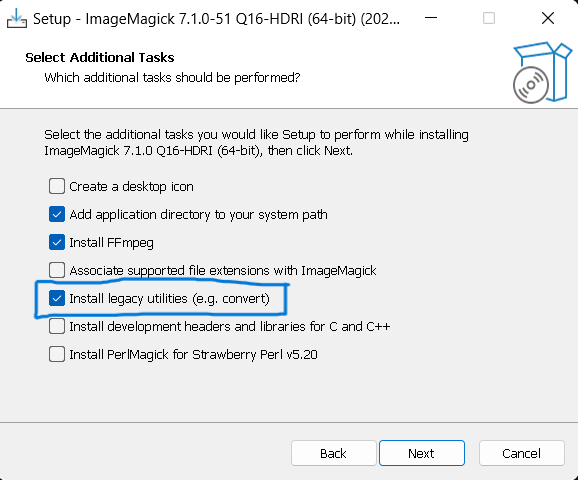 Setup - ImageMagick 7.1.0-51 Q16-HDRI (64-bit) (202...
Select Additional Tasks
Which additional tasks should be performed?
Select the additional tasks you would like Setup to perform while installing
ImageMagick 7.1.0 Q16-HDRI (64-bit), then click Next.
Create a desktop icon
Add application directory to your system path
Install FFmpeg
Associate supported file extensions with ImageMagick
Install legacy utilities (e.g. convert)
Install development headers and libraries for C and C++
Install PerlMagick for Strawberry Perl v5.20
Back Next Cancel